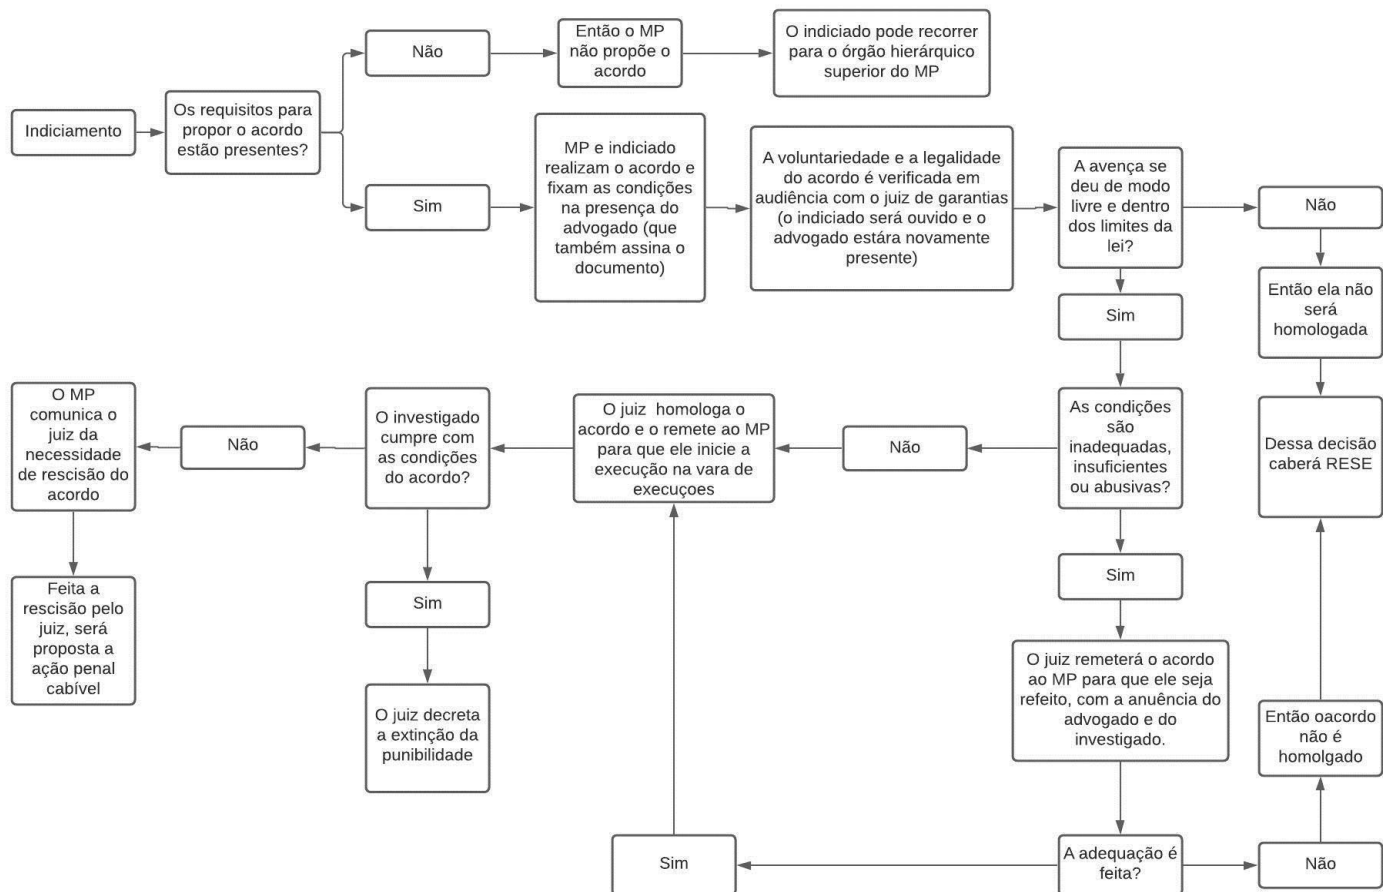 Indiciamento
Os requisitos para
propor o acordo
estão presentes?
Não
Então o MP
não propõe o
acordo
O indiciado pode recorrer
para o órgão hierárquico
superior do MP
Sim
MP e indiciado
realizam o acordo e
fixam as condições
na presença do
advogado (que
também assina o
documento)
A voluntariedade e a legalidade
do acordo é verificada em
audiência com o juiz de garantias
(o indiciado será ouvido e o
advogado estára novamente
presente)
A avença se
deu de modo
livre e dentro
dos limites da
lei?
Não
Então ela não
será
homologada
Dessa decisão
caberá RESE
Sim
As condições
são
inadequadas,
insuficientes
ou abusivas?
Não
O juiz homologa o
acordo e o remete ao MP
para que ele inicie a
execução na vara de
execuçoes
O investigado
cumpre com
as condições
do acordo?
Não
O MP
comunica o
juiz da
necessidade
de rescisão do
acordo
Feita a
rescisão pelo
juiz, será
proposta a
ação penal
cabível
Sim
O juiz decreta
a extinção da
punibilidade
Sim
O juiz remeterá o acordo
ao MP para que ele seja
refeito, com a anuência do
advogado e do
investigado.
A adequação é
feita?
Sim
Não
Então oacordo
não é
homolgado